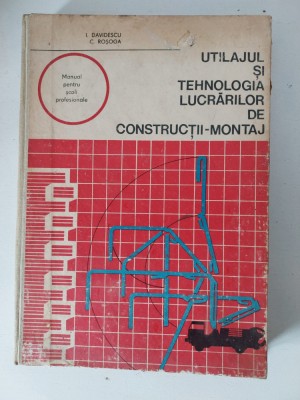 I. DAVIDESCU
C. ROȘOGA
Manual
pentru
școli
profesionale
UTILAJUL
ȘI
TEHNOLOGIA
LUCRĂRILOR
DE
CONSTRUCȚII-MONTAJ